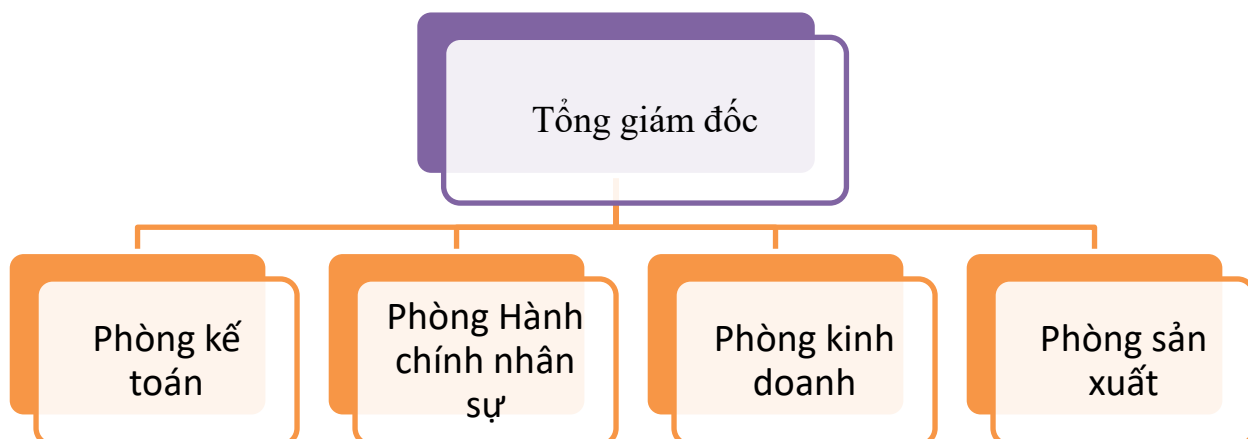 Tổng giám đốc
Phòng kế
toán
Phòng Hành
chính nhân
sự
Phòng kinh
doanh
Phòng sản
xuất